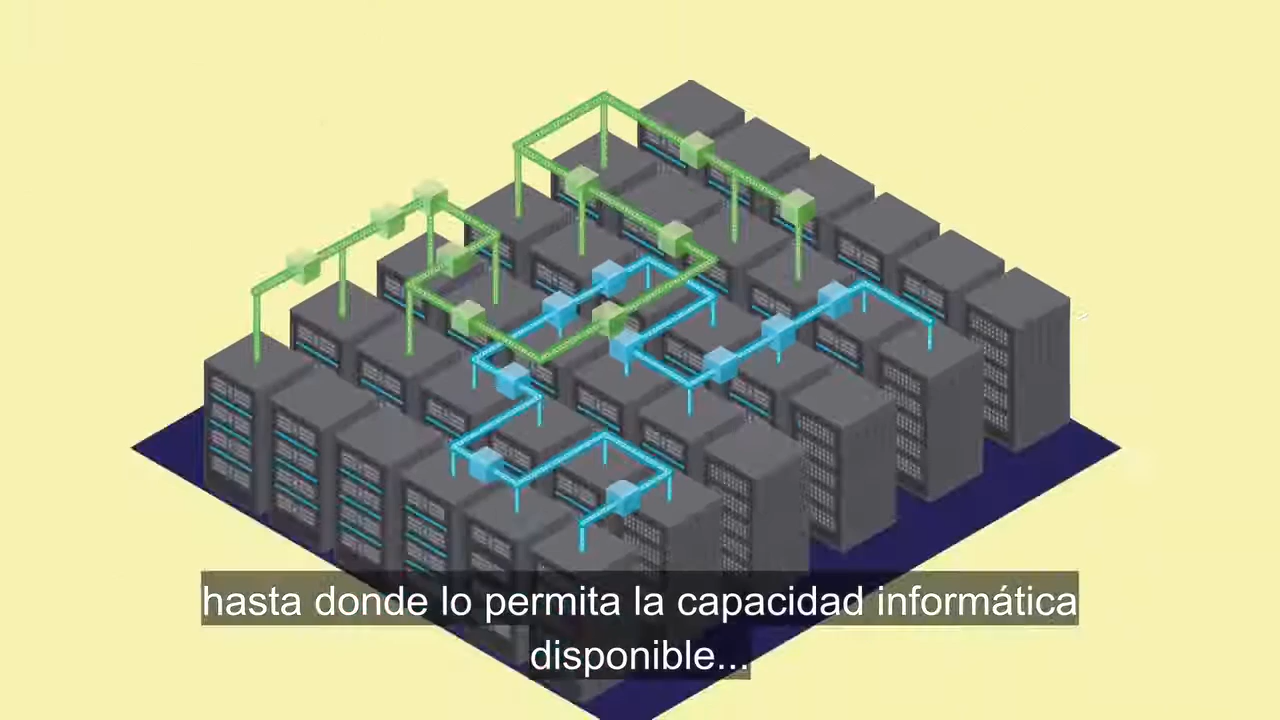 hasta donde lo permita la capacidad informática
disponible...